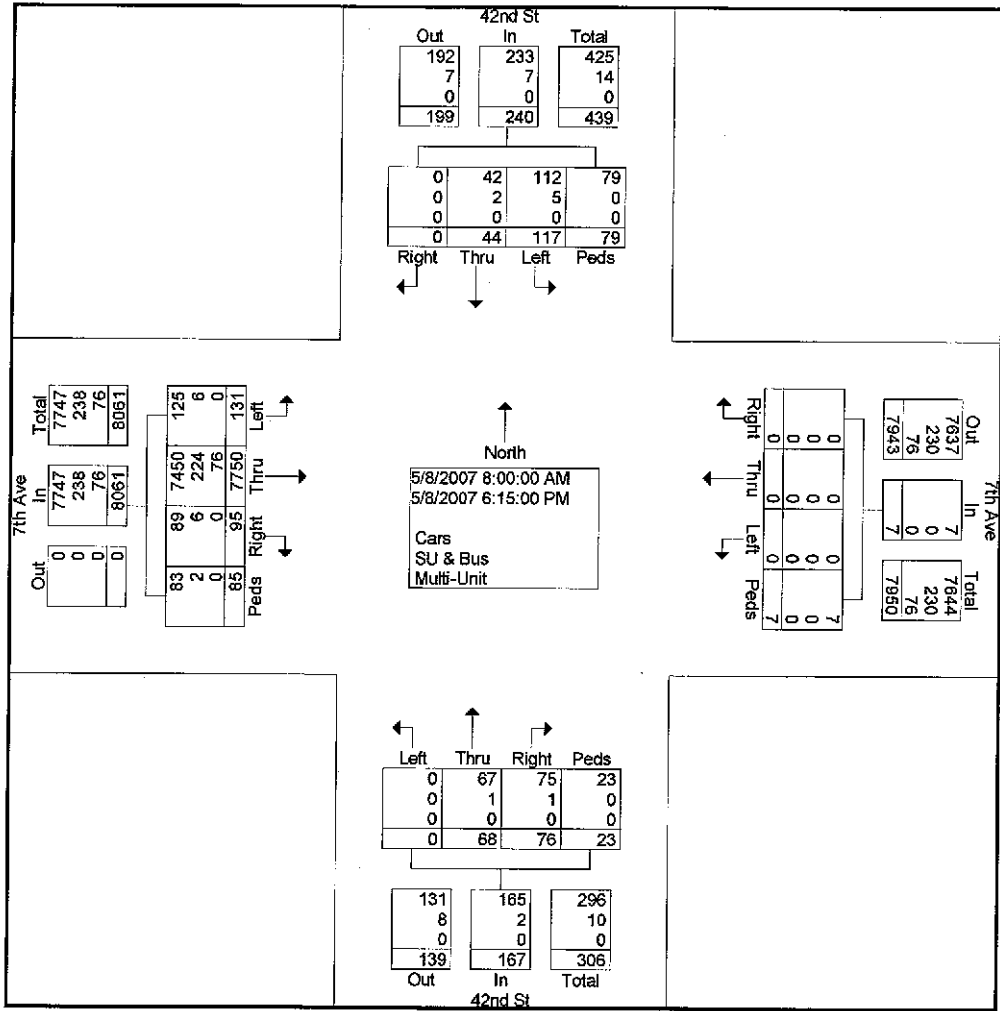 42nd St
Out In Total
192 233 425
7 7 14
0 0 0
199 240 439
0 42 112 79
0 2 5 0
0 0 0 0
0 44 117 79
Right Thru Left Peds
7th Ave
Total In Out
7747 7747 0
238 238 0
76 76 0
8061 8061 0
Left Thru Right Peds
125 7450 89 83
6 224 6 2
0 76 0 0
131 7750 95 85
North
5/8/2007 8:00:00 AM
5/8/2007 6:15:00 PM
Cars
SU & Bus
Multi-Unit
Right Thru Left Peds
0 0 0 7
0 0 0 0
0 0 0 0
0 0 0 7
7th Ave
Out In Total
7637 7 7644
230 0 230
76 0 76
7943 7 7950
Left Thru Right Peds
0 67 75 23
0 1 1 0
0 0 0 0
0 68 76 23
131 165 296
8 2 10
0 0 0
139 167 306
Out In Total
42nd St